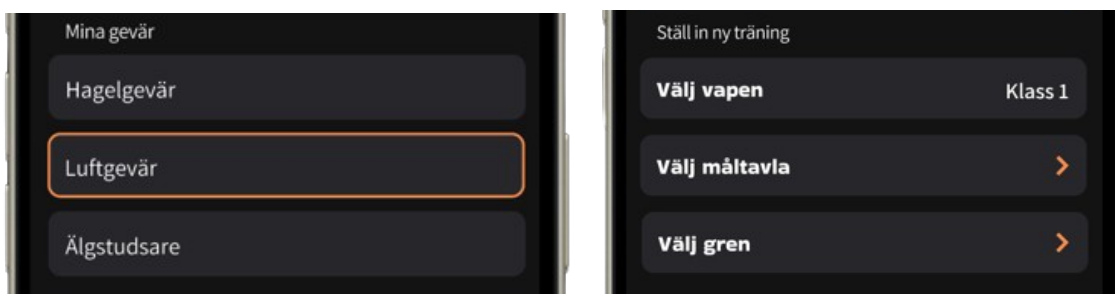 Mina gevär
Hagelgevär
Luftgevär
Älgstudsare
Ställ in ny träning
Välj vapen Klass 1
Välj måltavla
Välj gren